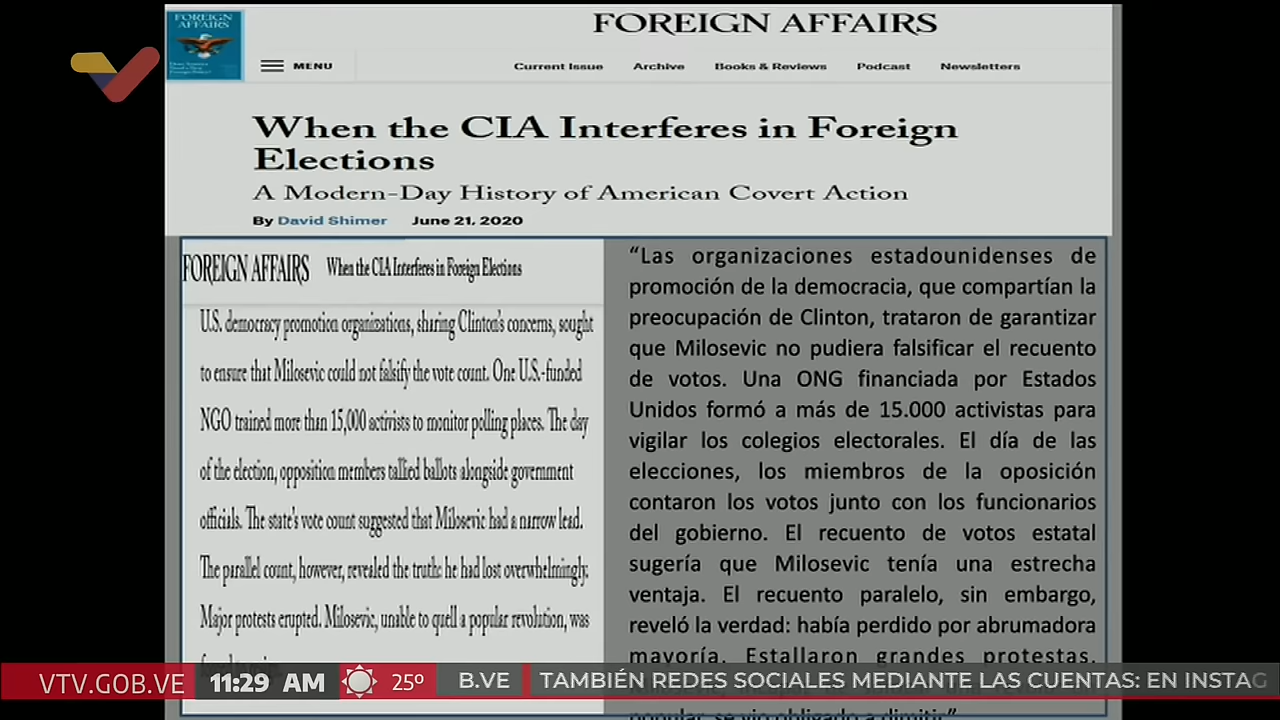 FOREIGN AFFAIRS
FOREIGN
AFFAIRS
MENU
Current Issue Archive Books & Reviews Podcast Newsletters
When the CIA Interferes in Foreign
Elections
A Modern-Day History of American Covert Action
By David Shimer June 21, 2020
FOREIGN AFFAIRS When the CIA Interferes in Foreign Elections
U.S. democracy promotion organizations, sharing Clinton's concerns, sought
to ensure that Milosevic could not falsify the vote count. One U.S.-funded
NGO trained more than 15,000 activists to monitor polling places. The day
of the election, opposition members tallied ballots alongside government
officials. The state's vote count suggested that Milosevic had a narrow lead.
The parallel count, however, revealed the truth: he had lost overwhelmingly.
Major protests erupted. Milosevic, unable to quell a popular revolution, was
“Las organizaciones estadounidenses de
promoción de la democracia, que compartían la
preocupación de Clinton, trataron de garantizar
que Milosevic no pudiera falsificar el recuento
de votos. Una ONG financiada por Estados
Unidos formó a más de 15.000 activistas para
vigilar los colegios electorales. El día de las
elecciones, los miembros de la oposición
contaron los votos junto con los funcionarios
del gobierno. El recuento de votos estatal
sugería que Milosevic tenía una estrecha
ventaja. El recuento paralelo, sin embargo,
reveló la verdad: había perdido por abrumadora
mayoría. Estallaron grandes protestas.
popular, se vio obligado a dimitir”
VTV.GOB.VE 11:29 AM 25° B.VE TAMBIÉN REDES SOCIALES MEDIANTE LAS CUENTAS: EN INSTAG